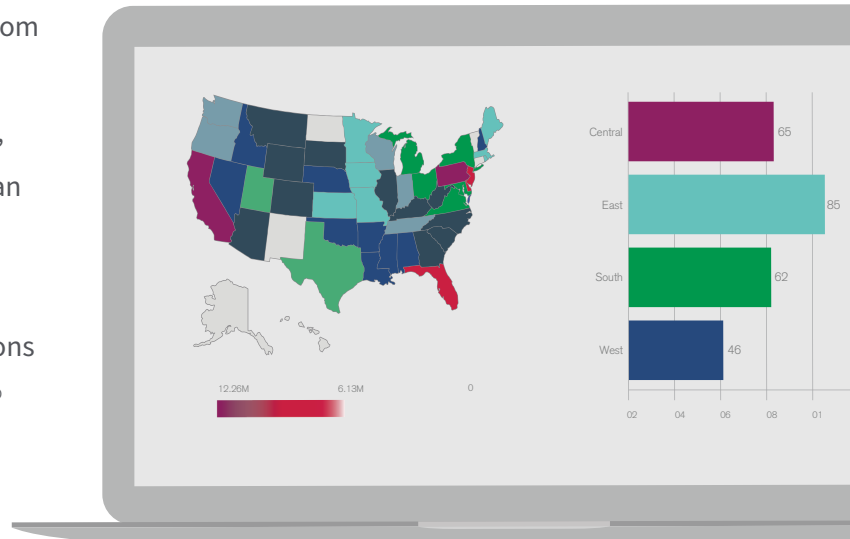 om
,
an
ons
Central
65
East
85
South
62
West
46
02 04 06 08 01
12.26M 6.13M 0